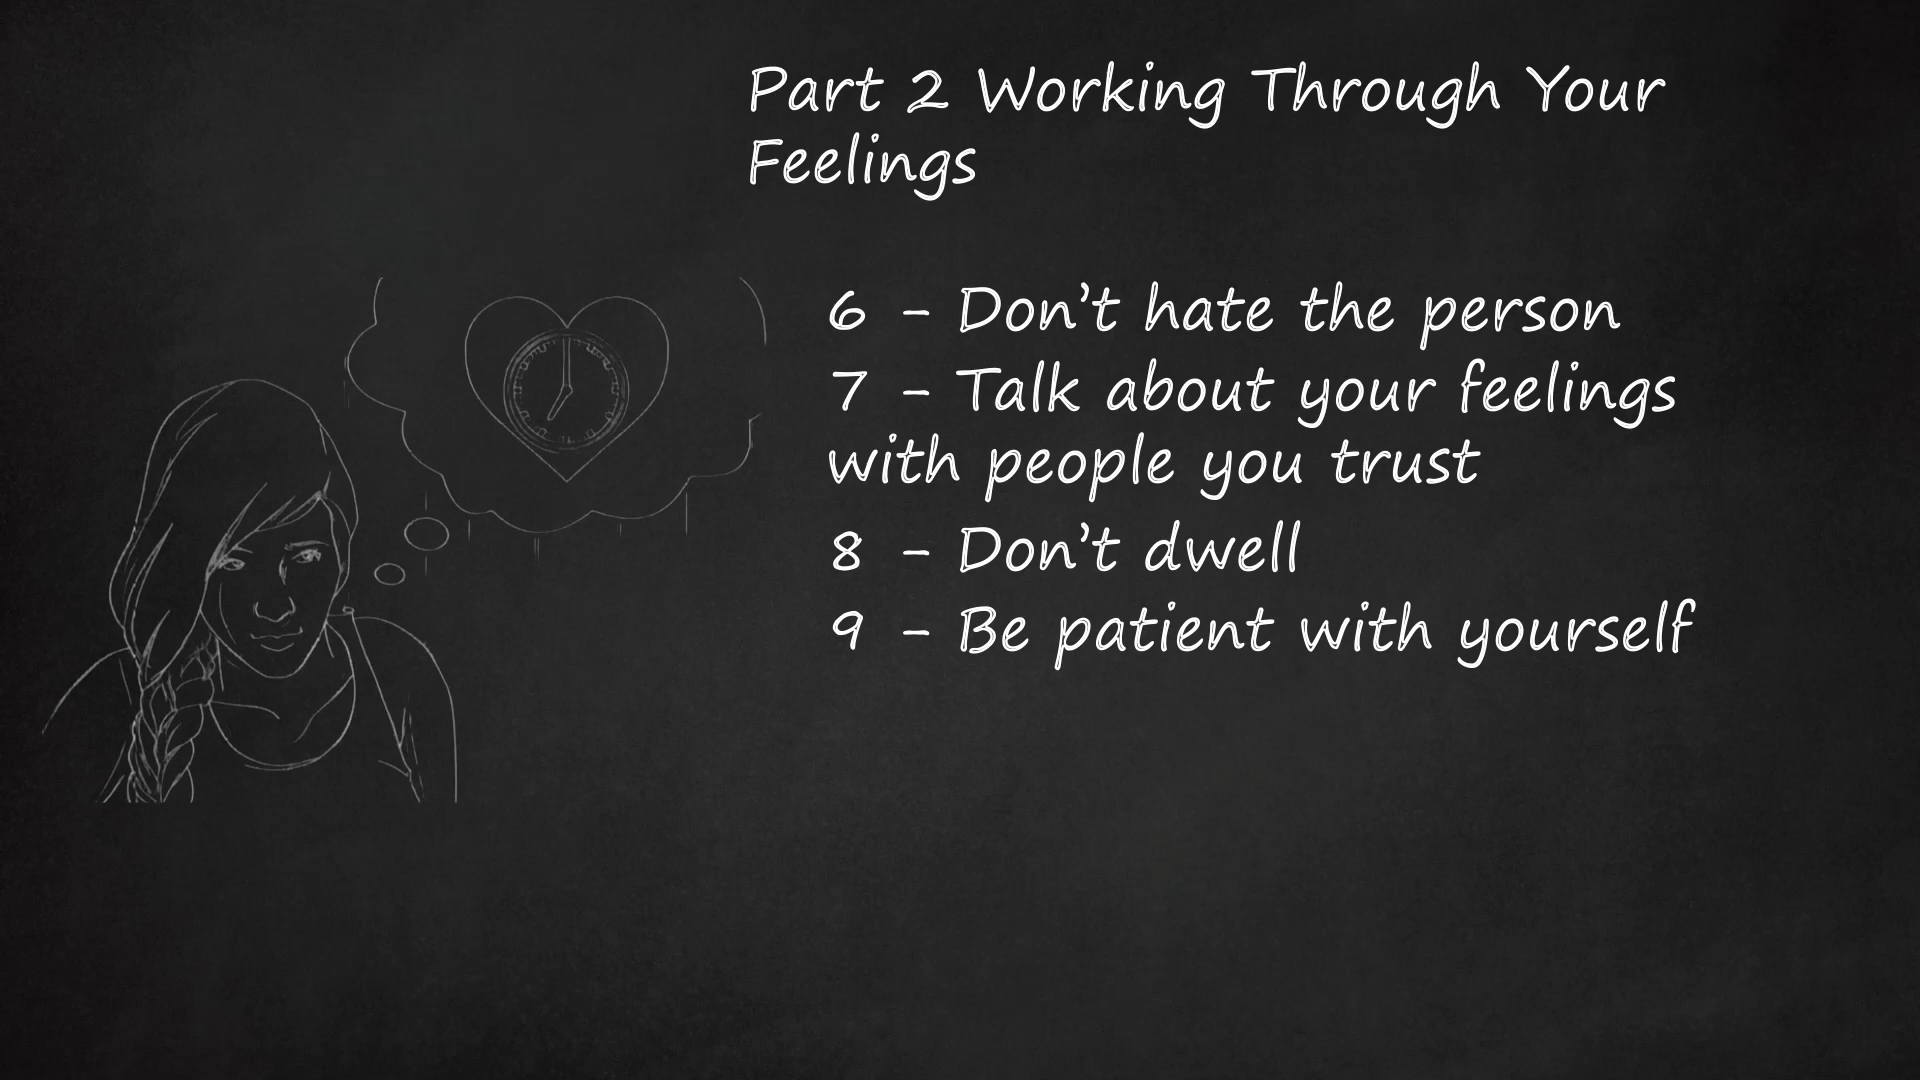 Part 2 Working Through Your
Feelings
6 - Don't hate the person
7 - Talk about your feelings
with people you trust
8 - Don't dwell
9 - Be patient with yourself